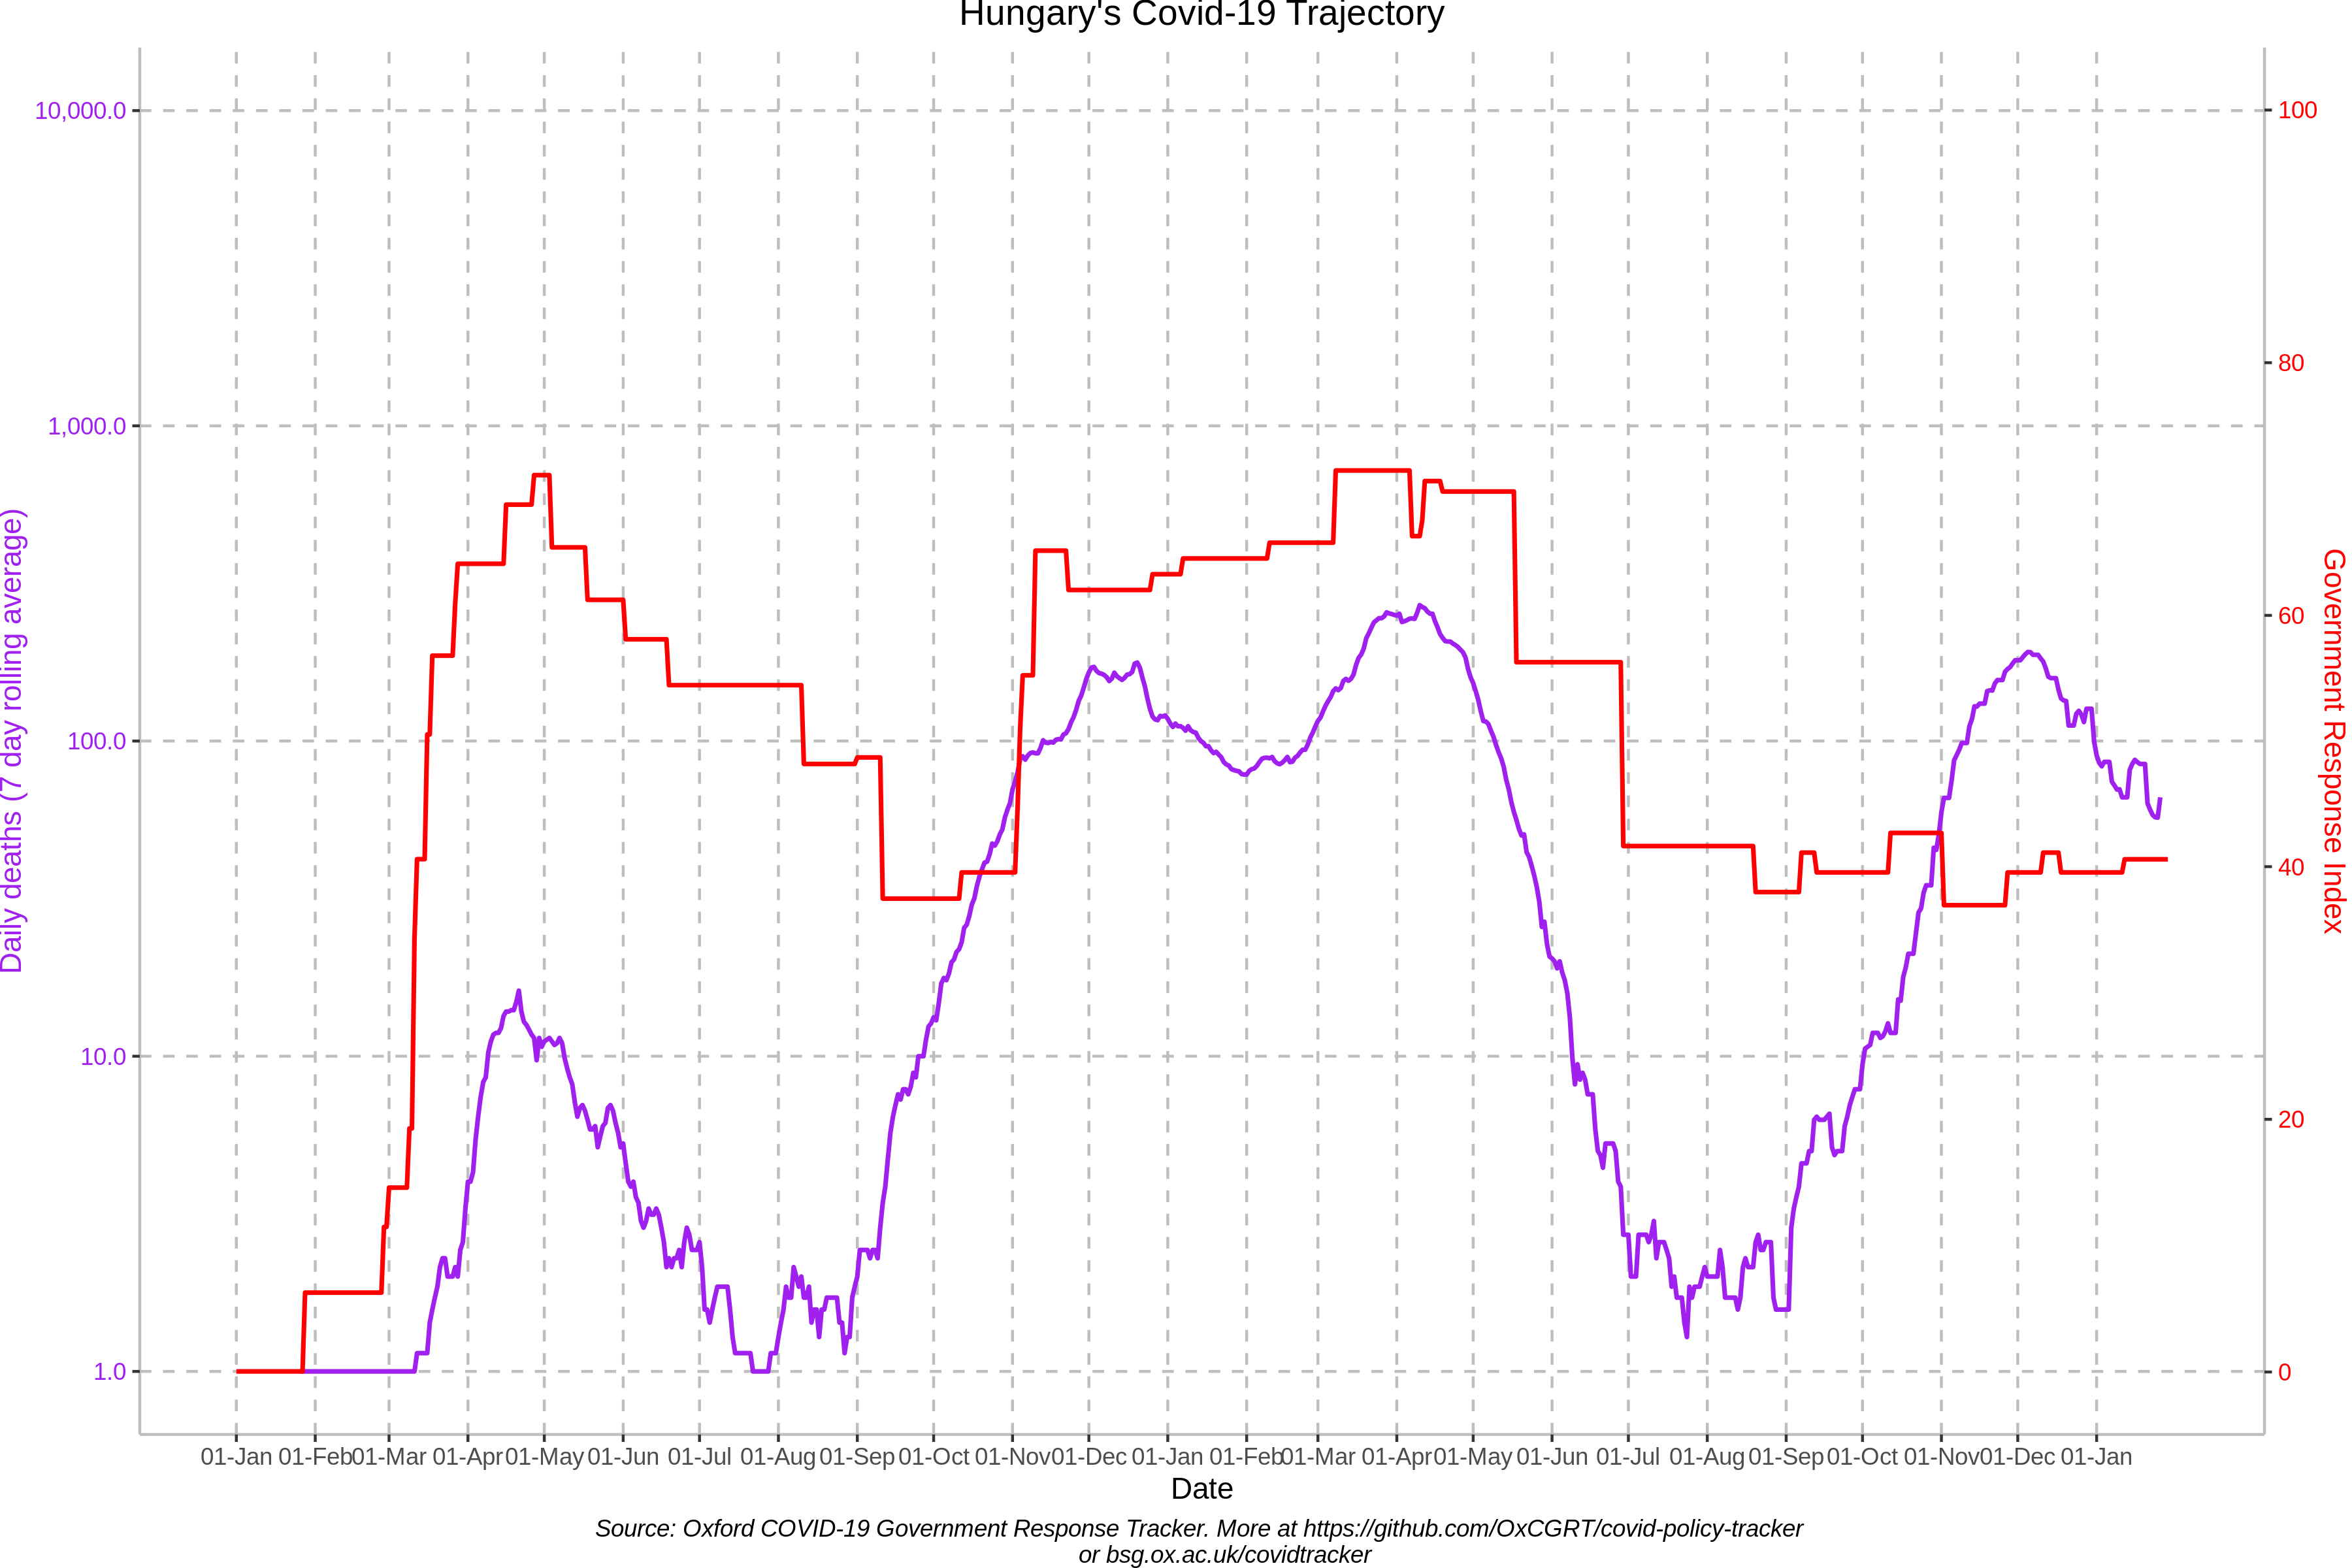 Hungary's Covid-19 Trajectory
10,000.0
1,000.0
100.0
10.0
1.0
Daily deaths (7 day rolling average)
100
80
60
40
20
0
Government Response Index
01-Jan 01-Feb 01-Mar 01-Apr 01-May 01-Jun 01-Jul 01-Aug 01-Sep 01-Oct 01-Nov 01-Dec 01-Jan 01-Feb 01-Mar 01-Apr 01-May 01-Jun 01-Jul 01-Aug 01-Sep 01-Oct 01-Nov 01-Dec 01-Jan
Date
Source: Oxford COVID-19 Government Response Tracker. More at https://github.com/OxCGRT/covid-policy-tracker
or bsg.ox.ac.uk/covidtracker